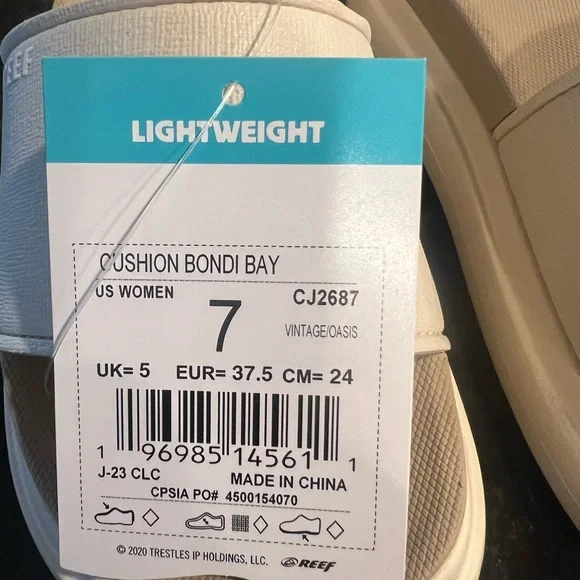 REEF
LIGHTWEIGHT
CUSHION BONDI BAY
US WOMEN 7 CJ2687
VINTAGE/OASIS
UK= 5 EUR= 37.5 CM= 24
1 96985 14561 1
J-23 CLC MADE IN CHINA
CPSIA PO# 4500154070
© 2020 TRESTLES IP HOLDINGS, LLC. REEF